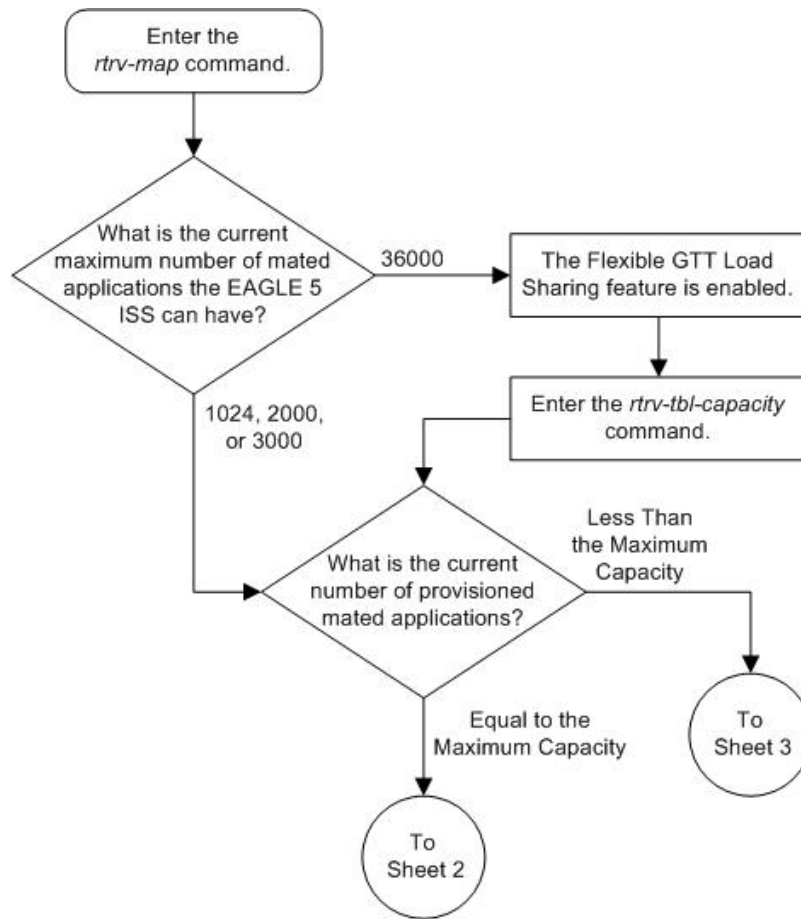 Enter the
rtrv-map command.
What is the current
maximum number of mated
applications the EAGLE 5
ISS can have?
36000
The Flexible GTT Load
Sharing feature is enabled.
Enter the rtrv-tbl-capacity
command.
1024, 2000,
or 3000
What is the current
number of provisioned
mated applications?
Less Than
the Maximum
Capacity
To
Sheet 3
Equal to the
Maximum Capacity
To
Sheet 2